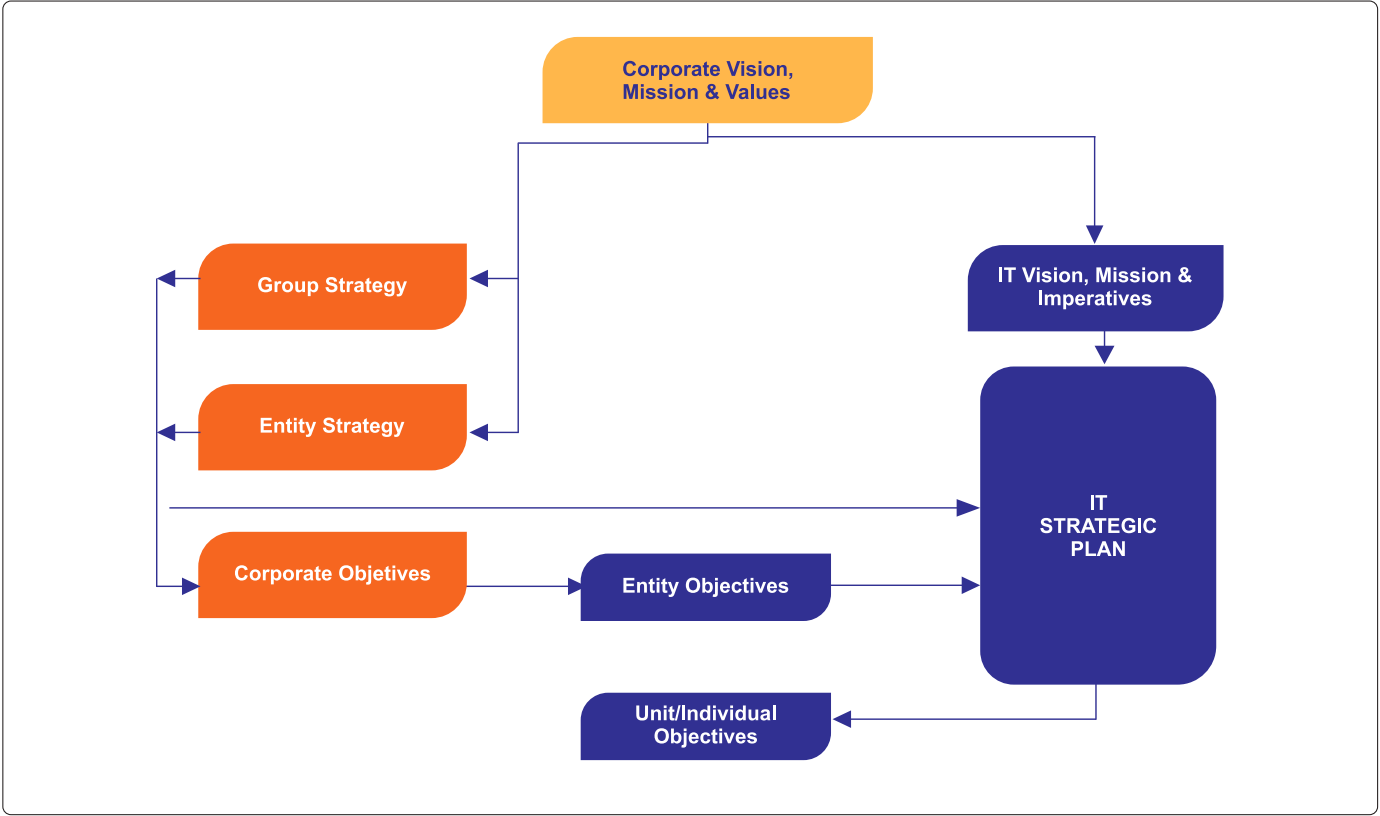 Corporate Vision,
Mission & Values
Group Strategy
IT Vision, Mission &
Imperatives
Entity Strategy
IT
STRATEGIC
PLAN
Corporate Objetives
Entity Objectives
Unit/Individual
Objectives